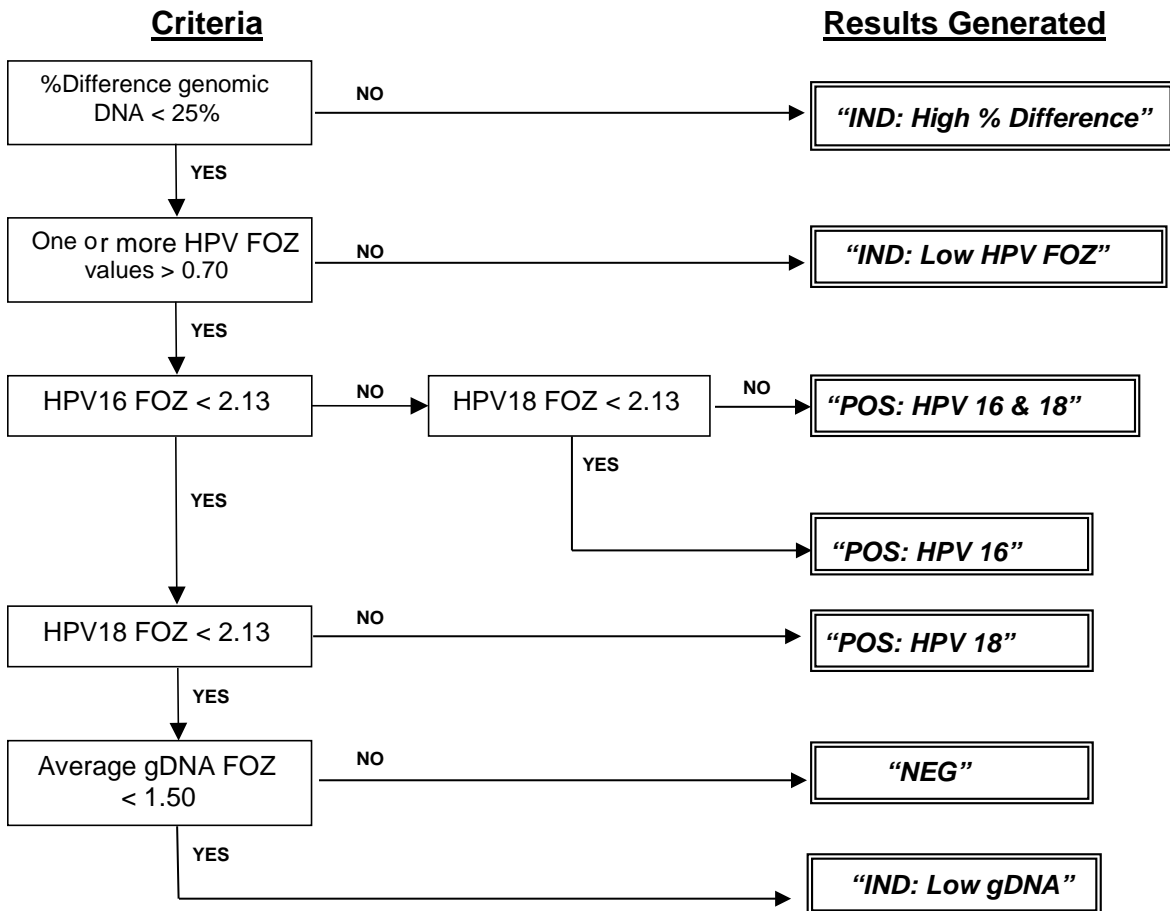 Criteria
Results Generated
%Difference genomic
DNA < 25%
NO
“IND: High % Difference”
YES
One or more HPV FOZ
values > 0.70
NO
“IND: Low HPV FOZ”
YES
HPV16 FOZ < 2.13
NO
HPV18 FOZ < 2.13
NO
“POS: HPV 16 & 18”
YES
YES
“POS: HPV 16”
HPV18 FOZ < 2.13
NO
“POS: HPV 18”
YES
Average gDNA FOZ
< 1.50
NO
“NEG”
YES
“IND: Low gDNA”